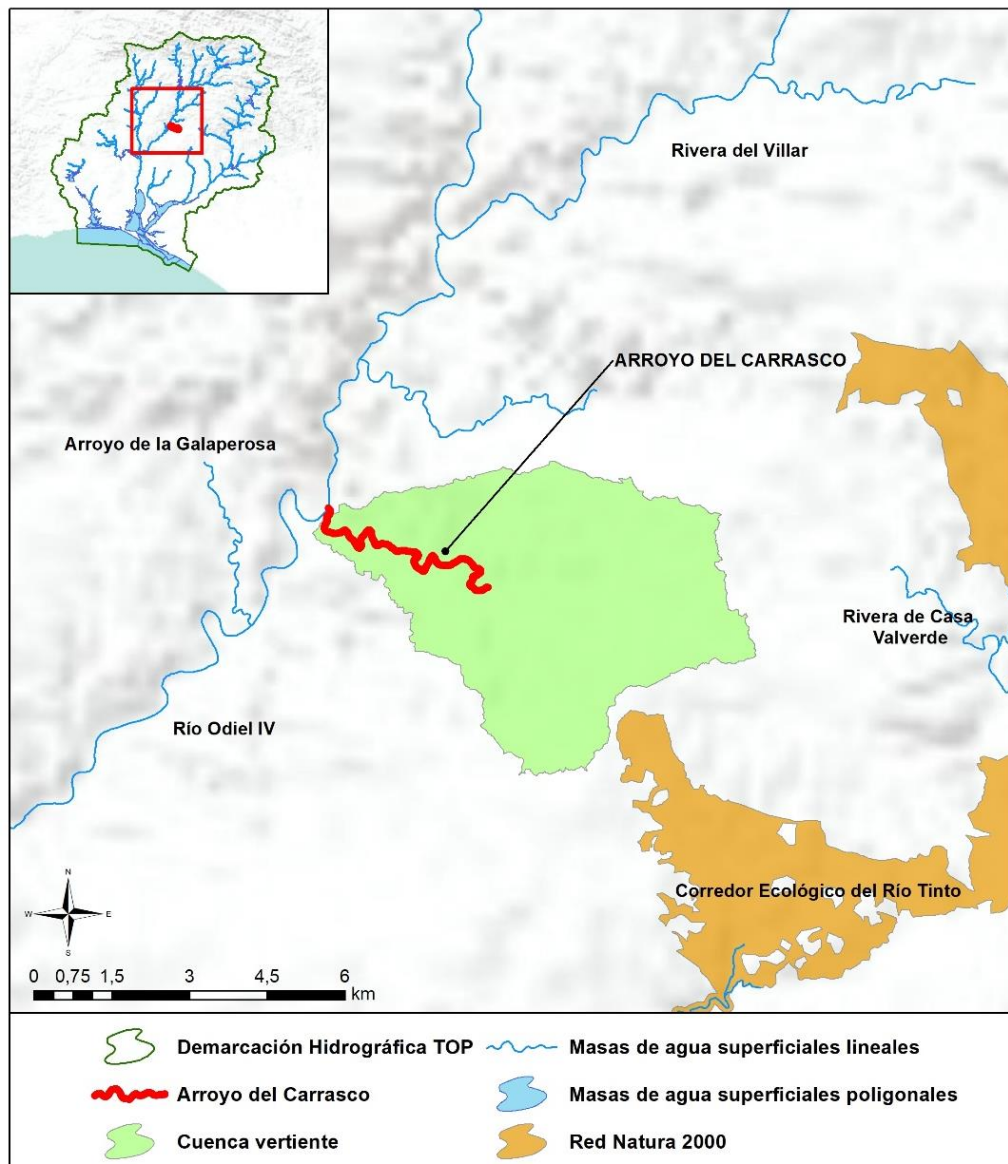 Rivera del Villar
ARROYO DEL CARRASCO
Arroyo de la Galaperosa
Rivera de Casa
Valverde
Río Odiel IV
Corredor Ecológico del Río Tinto
N
W E
S
0 0,75 1,5 3 4,5 6
km
Demarcación Hidrográfica TOP
Masas de agua superficiales lineales
Arroyo del Carrasco
Masas de agua superficiales poligonales
Cuenca vertiente
Red Natura 2000